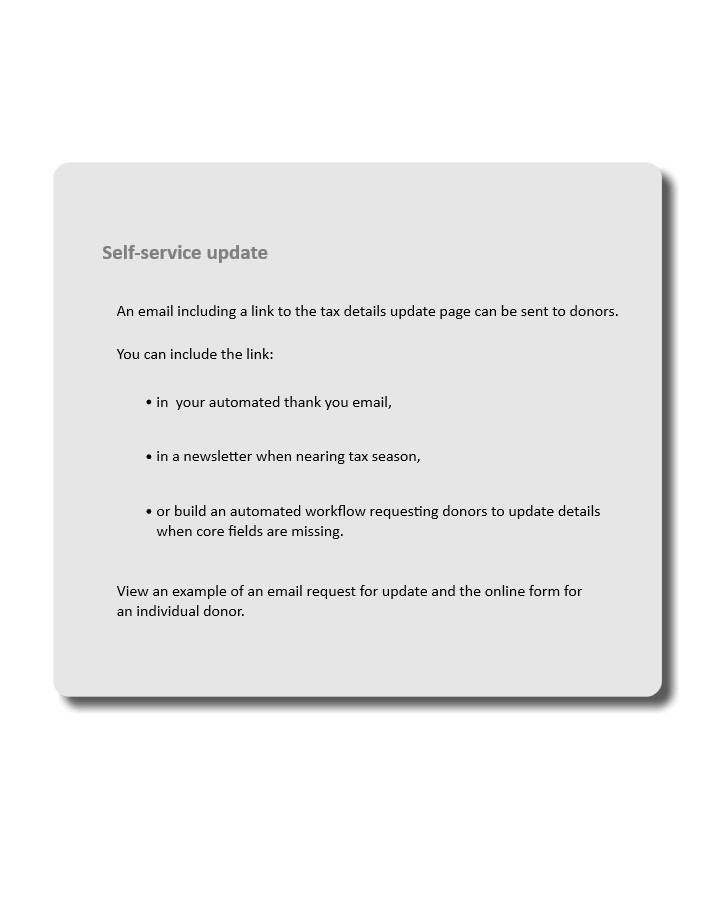 Self-service update
An email including a link to the tax details update page can be sent to donors.
You can include the link:
• in  your automated thank you email,
• in a newsletter when nearing tax season,
• or build an automated workflow requesting donors to update details
when core fields are missing.
View an example of an email request for update and the online form for
an individual donor.